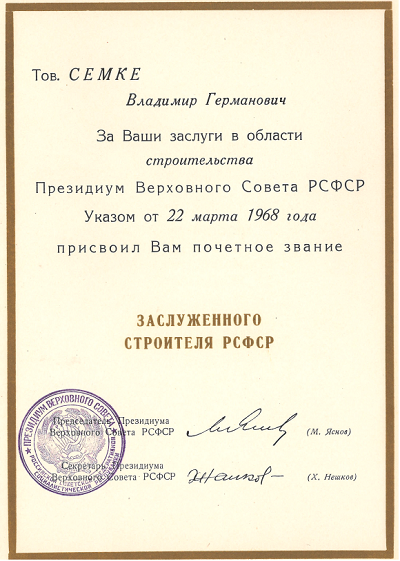 Тов. СЕМКЕ
Владимир Германович
За Ваши заслуги в области
строительства
Президиум Верховного Совета РСФСР
Указом от 22 марта 1968 года
присвоил Вам почетное звание
ЗАСЛУЖЕННОГО
СТРОИТЕЛЯ РСФСР
Председатель Президиума
Верховного Совета РСФСР
(М. Яснов)
Секретарь Президиума
Верховного Совета РСФСР
(Х. Нешков)
ПРЕЗИДИУМ ВЕРХОВНОГО СОВЕТА